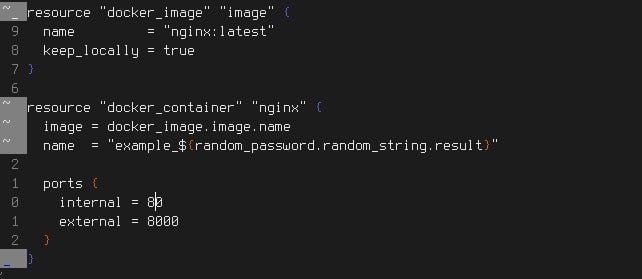 ~_ resource "docker_image" "image" {
9 name = "nginx:latest"
8 keep_locally = true
7 }
6
~ resource "docker_container" "nginx" {
~ image = docker_image.image.name
~ name = "example_${random_password.random_string.result}"
2
1 ports {
0 internal = 80
1 external = 8000
2 }
_ }